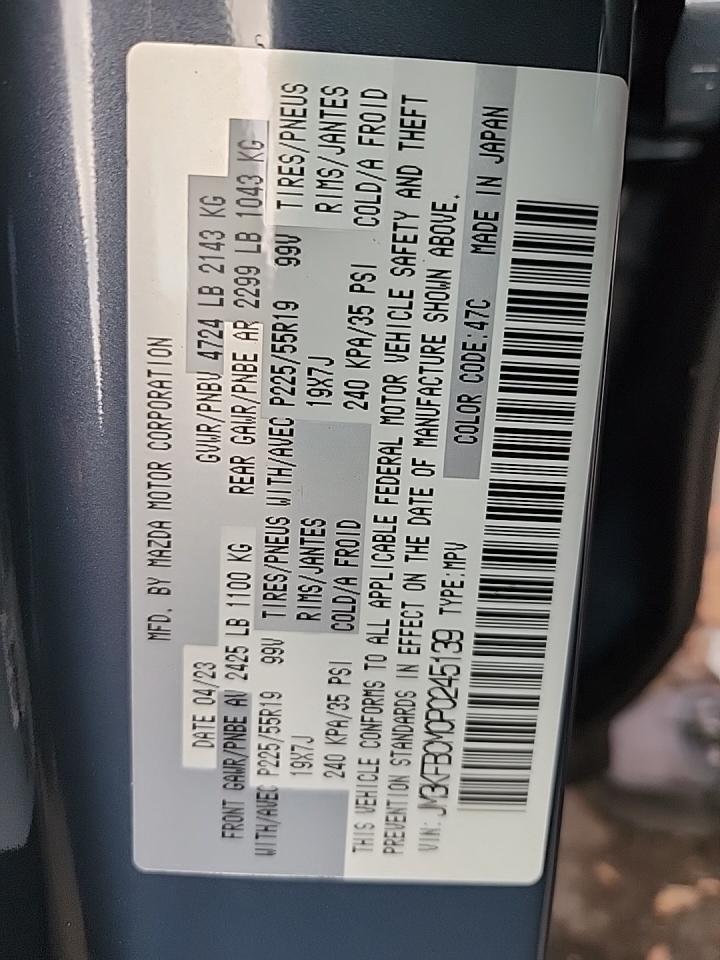 MFD. BY MAZDA MOTOR CORPORATION
DATE 04/23 GVWR/PNBV 4724 LB 2143 KG
FRONT GAWR/PNBE AV 2425 LB 1100 KG REAR GAWR/PNBE AR 2299 LB 1043 KG
WITH/AVEC P225/55R19 99V TIRES/PNEUS WITH/AVEC P225/55R19 99V TIRES/PNEUS
19X7J RIMS/JANTES 19X7J RIMS/JANTES
240 KPA/35 PSI COLD/A FROID 240 KPA/35 PSI COLD/A FROID
THIS VEHICLE CONFORMS TO ALL APPLICABLE FEDERAL MOTOR VEHICLE SAFETY AND THEFT
PREVENTION STANDARDS IN EFFECT ON THE DATE OF MANUFACTURE SHOWN ABOVE.
VIN: JM3KFBCM0P0245139 TYPE:MPV COLOR CODE:47C MADE IN JAPAN